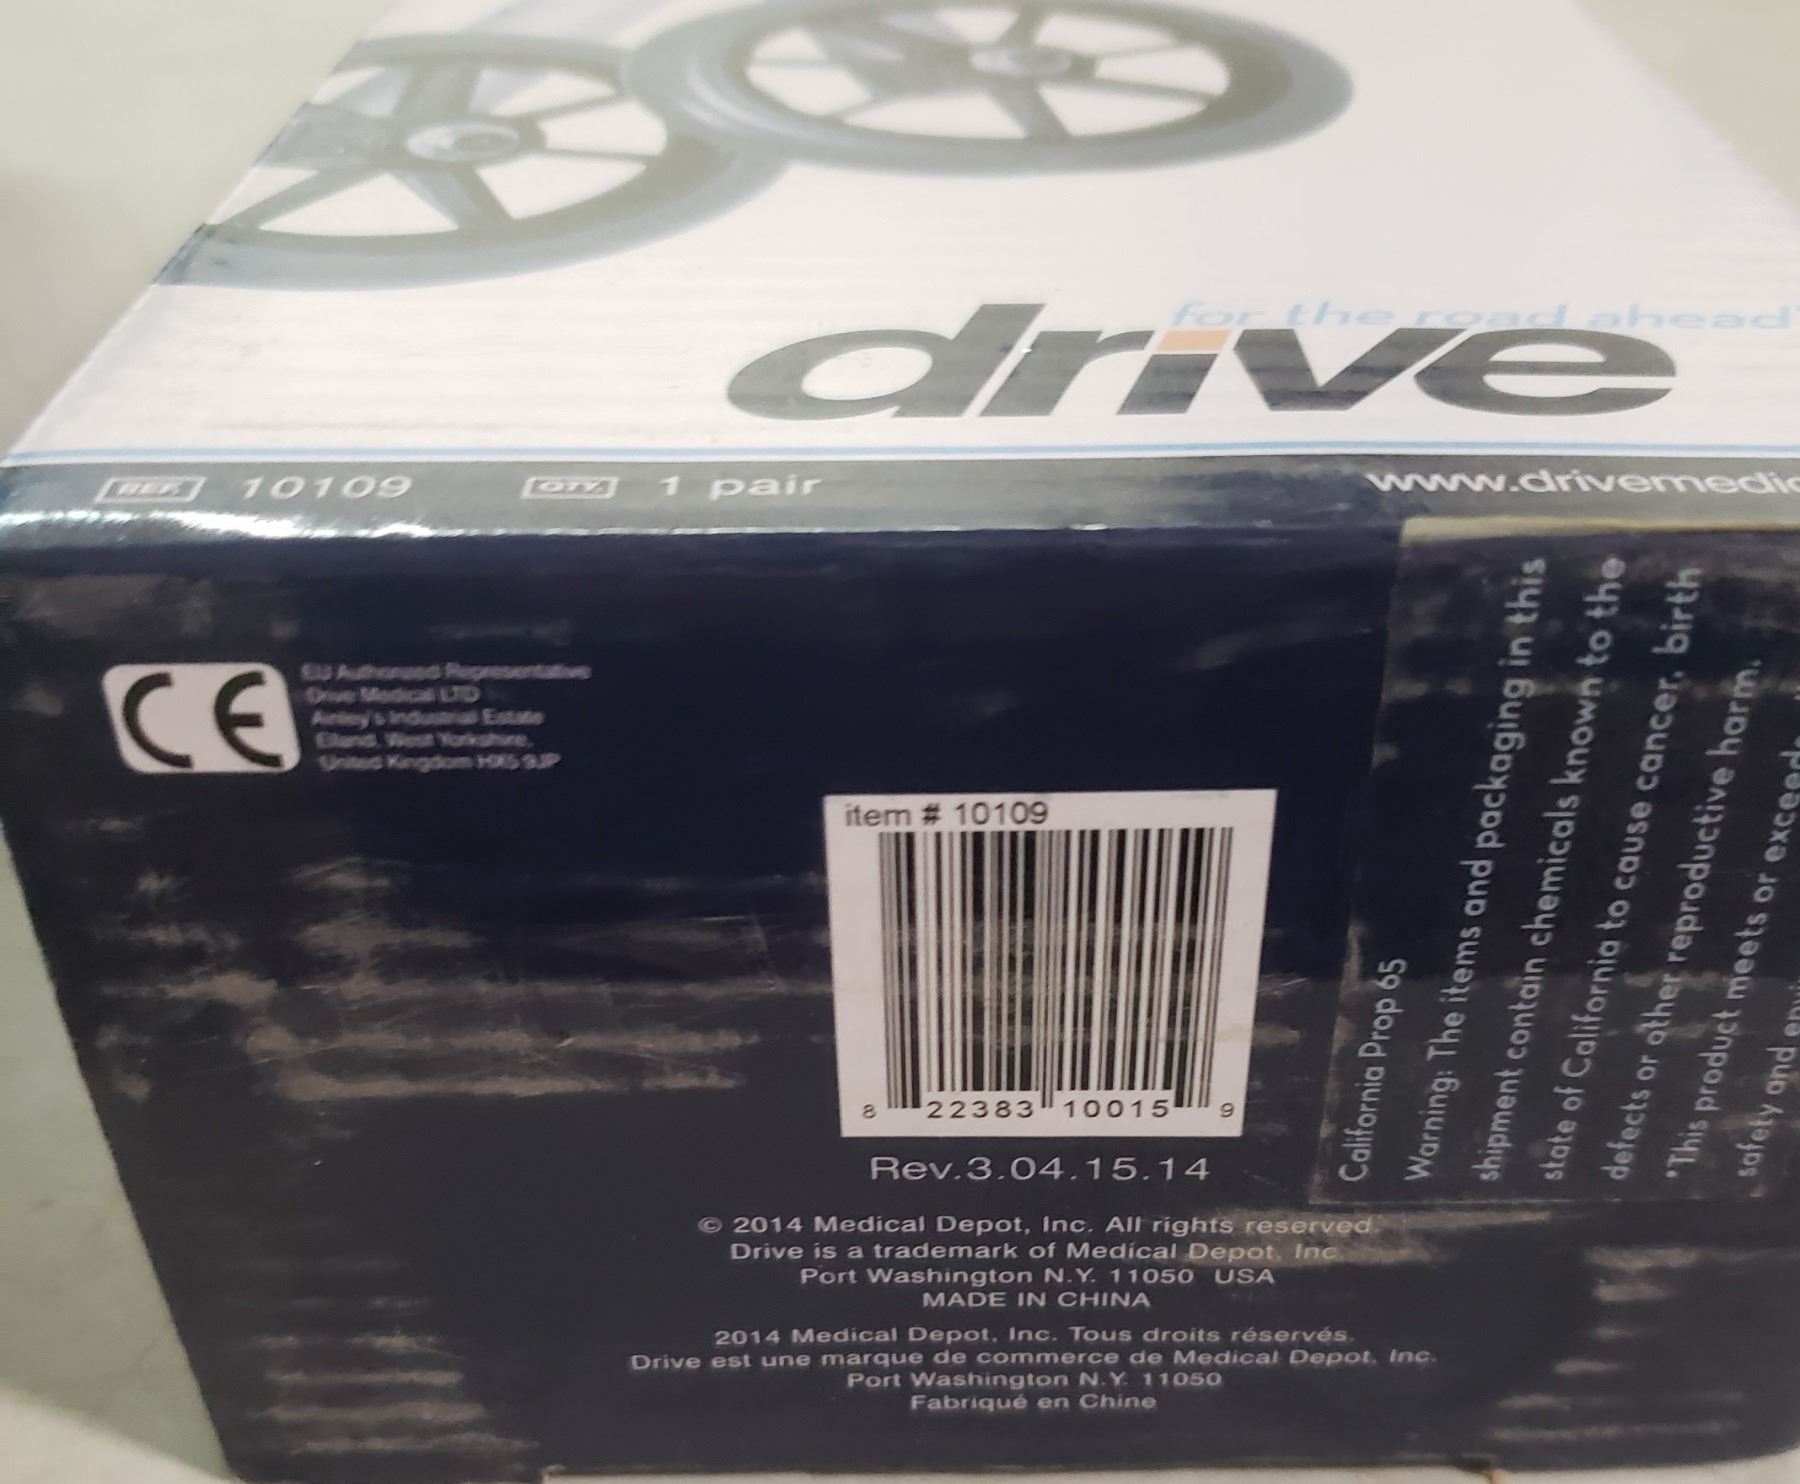 for the road ahead
drive
REF. 10109 QTY. 1 pair www.drivemedic
CE
EU Authorized Representative
Drive Medical LTD
Ainley's Industrial Estate
Elland, West Yorkshire,
United Kingdom HX5 9JP
item # 10109
8 22383 10015 9
Rev.3.04.15.14
© 2014 Medical Depot, Inc. All rights reserved.
Drive is a trademark of Medical Depot, Inc.
Port Washington N.Y. 11050 USA
MADE IN CHINA
2014 Medical Depot, Inc. Tous droits réservés.
Drive est une marque de commerce de Medical Depot, Inc.
Port Washington N.Y. 11050
Fabriqué en Chine
California Prop 65
Warning: The items and packaging in this
shipment contain chemicals known to the
state of California to cause cancer, birth
defects or other reproductive harm.
'This product meets or exceeds
safety and